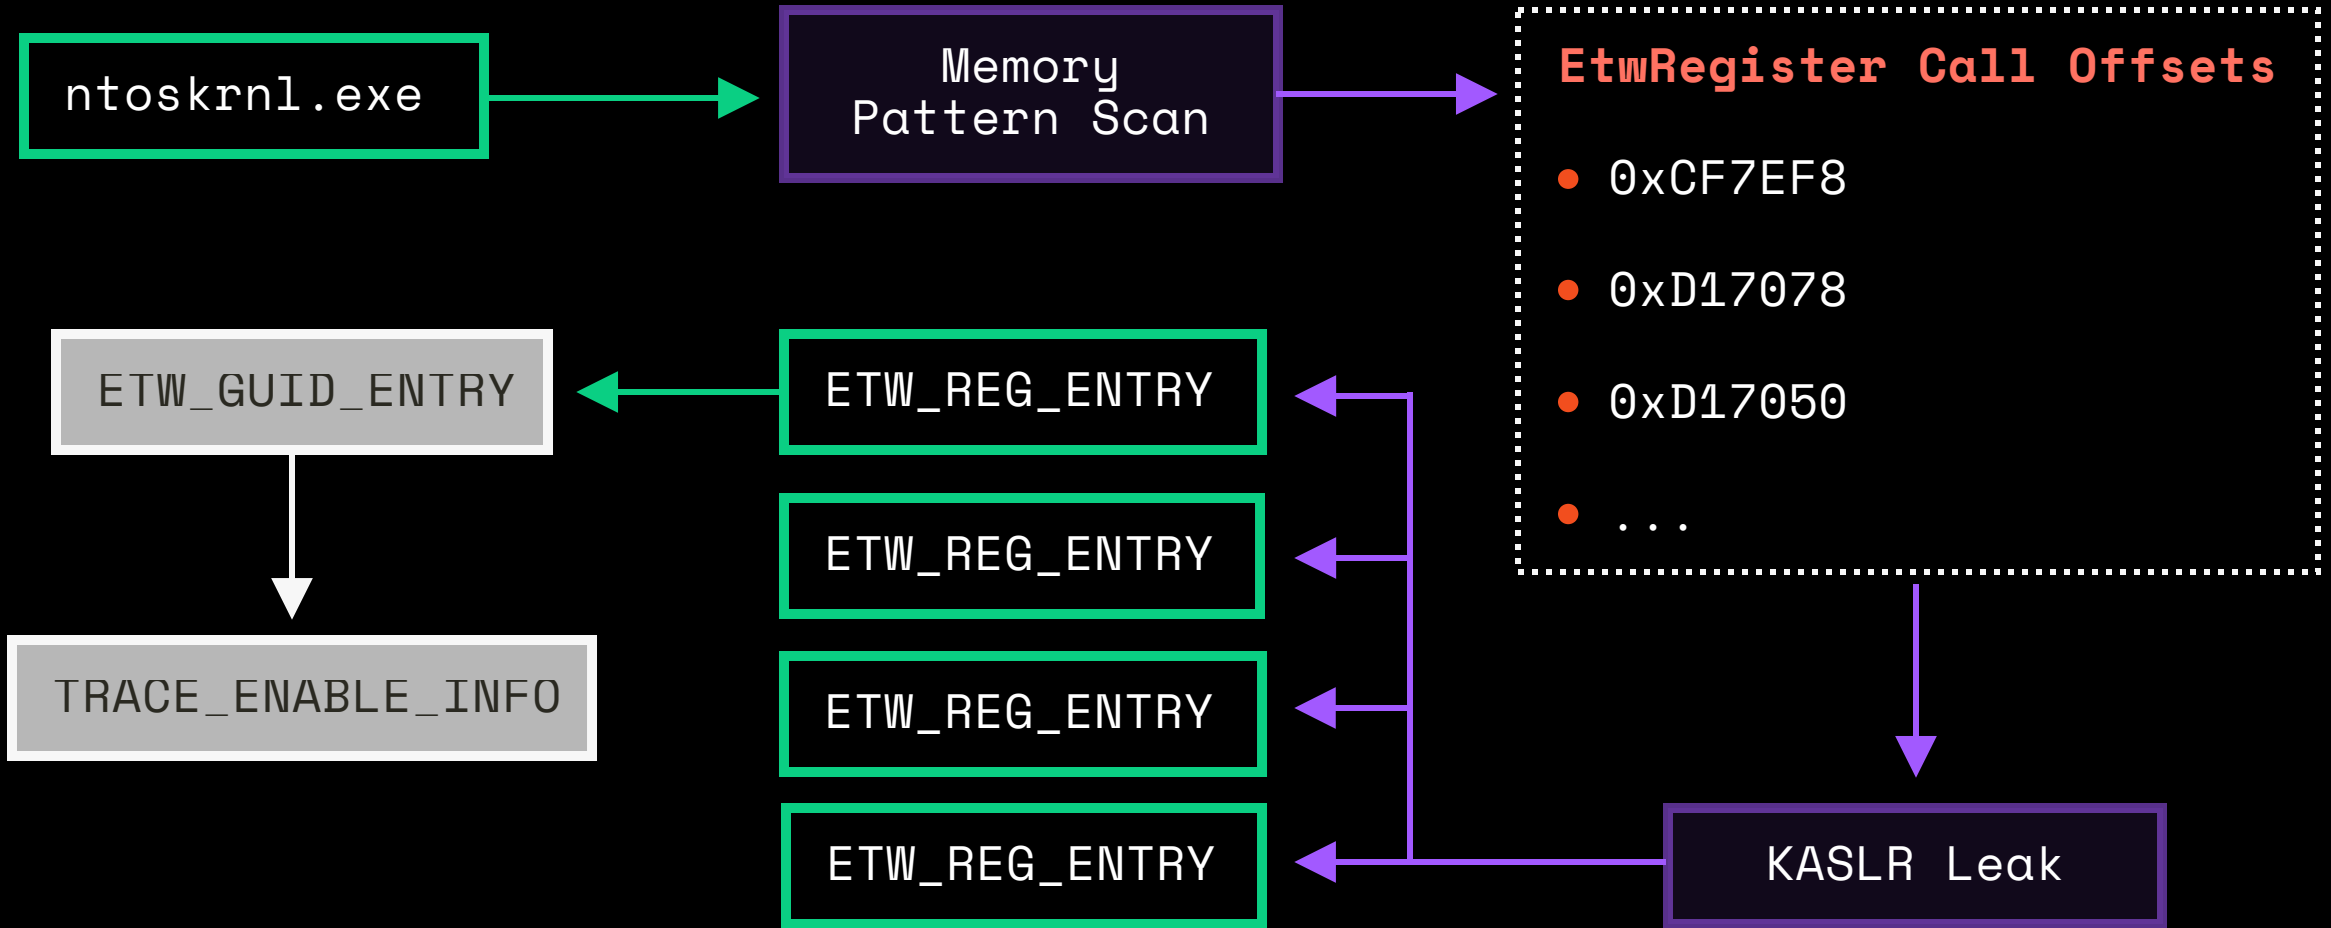 ntoskrnl.exe
Memory
Pattern Scan
EtwRegister Call Offsets
• 0xCF7EF8
• 0xD17078
• 0xD17050
• ...
ETW_GUID_ENTRY
ETW_REG_ENTRY
ETW_REG_ENTRY
TRACE_ENABLE_INFO
ETW_REG_ENTRY
ETW_REG_ENTRY
KASLR Leak